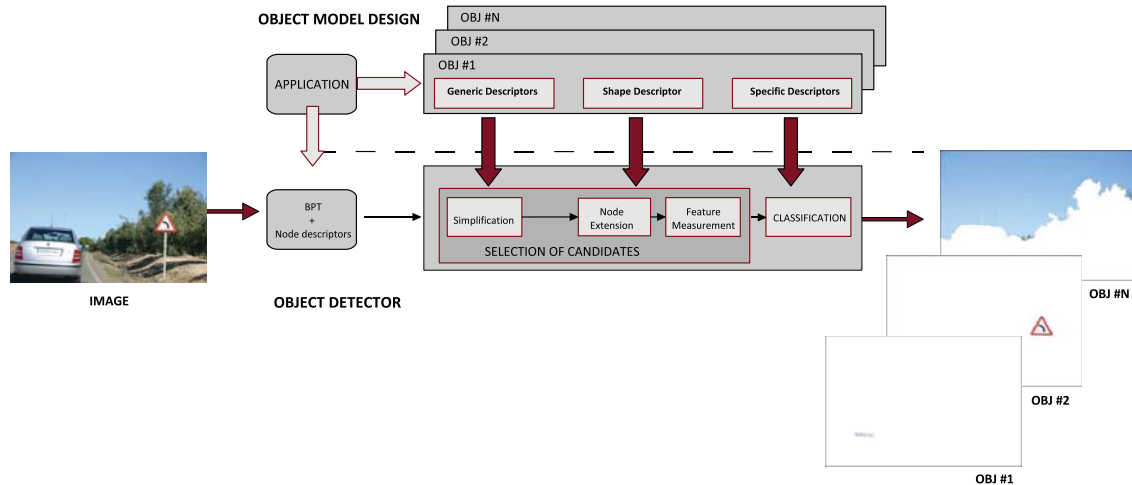 OBJECT MODEL DESIGN
OBJ #N
OBJ #2
OBJ #1
APPLICATION
Generic Descriptors
Shape Descriptor
Specific Descriptors
BPT
+
Node descriptors
Simplification
Node
Extension
Feature
Measurement
CLASSIFICATION
SELECTION OF CANDIDATES
IMAGE
OBJECT DETECTOR
OBJ #N
OBJ #2
OBJ #1